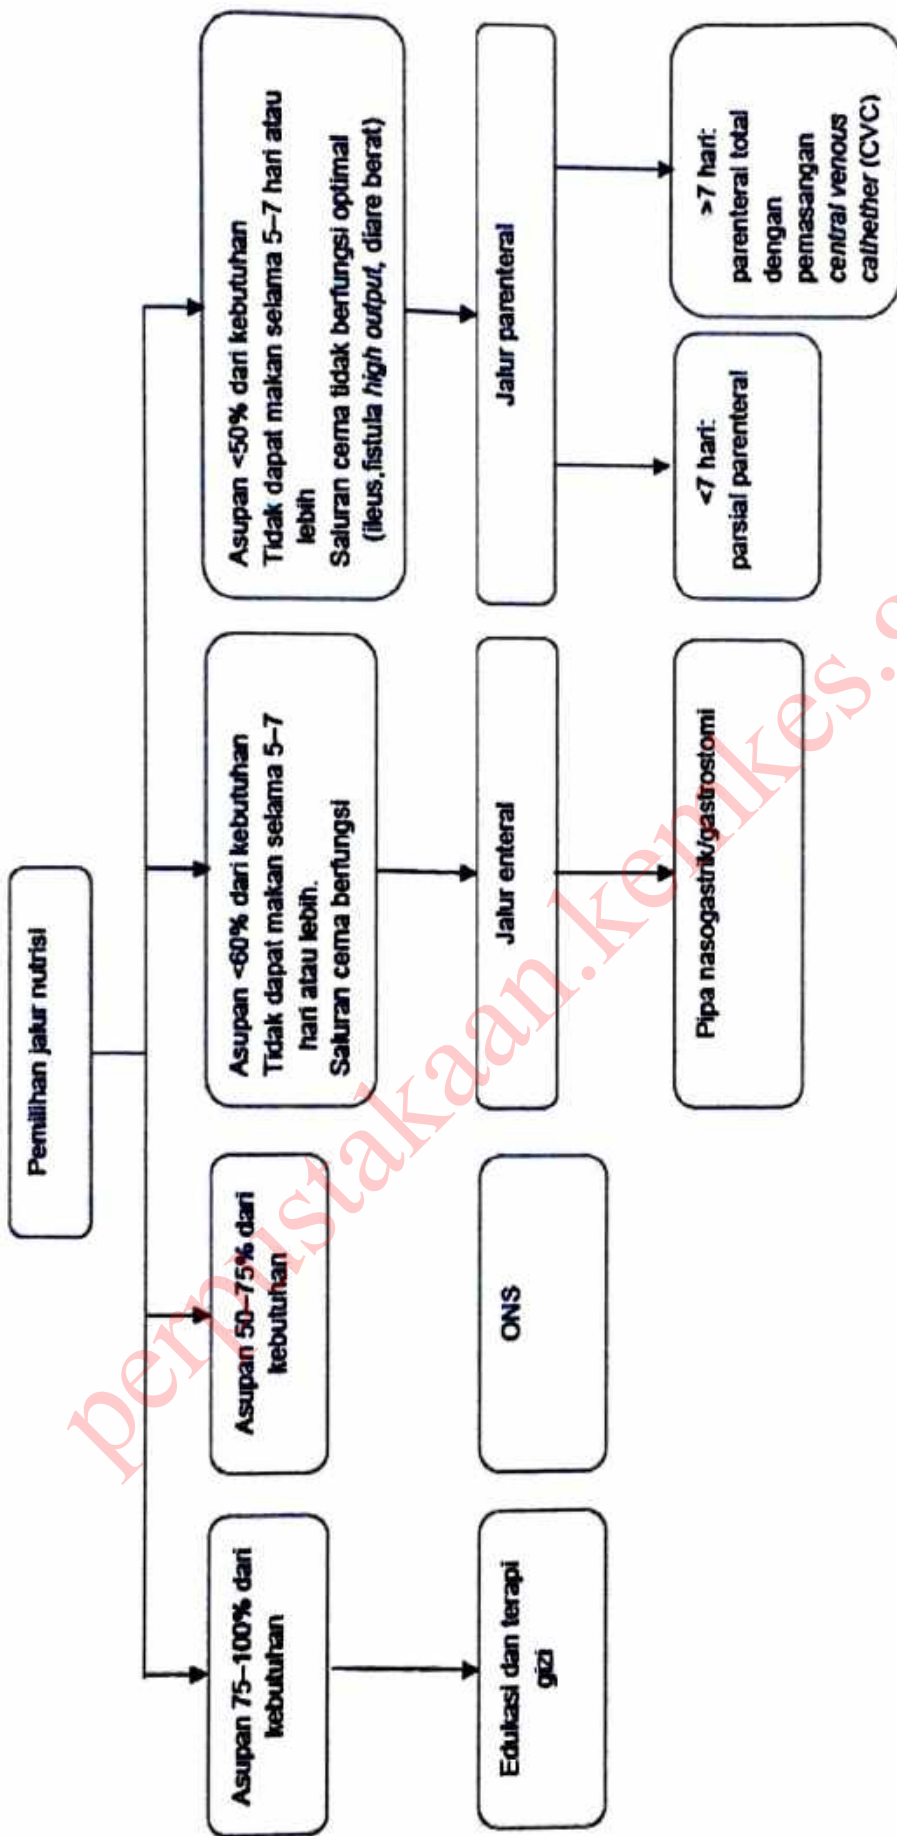 Pemilihan jalur nutrisi
Asupan 75–100% dari
kebutuhan
Asupan 50–75% dari
kebutuhan
Asupan <60% dari kebutuhan
Tidak dapat makan selama 5–7
hari atau lebih.
Saluran cerna berfungsi
Asupan <50% dari kebutuhan
Tidak dapat makan selama 5–7 hari atau
lebih
Saluran cerna tidak berfungsi optimal
(ileus,fistula high output, diare berat)
Edukasi dan terapi
gizi
ONS
Jalur enteral
Jalur parenteral
Pipa nasogastrik/gastrostomi
<7 hari:
parsial parenteral
>7 hari:
parenteral total
dengan
pemasangan
central venous
cathether (CVC)
perpustakaan.kemkes.